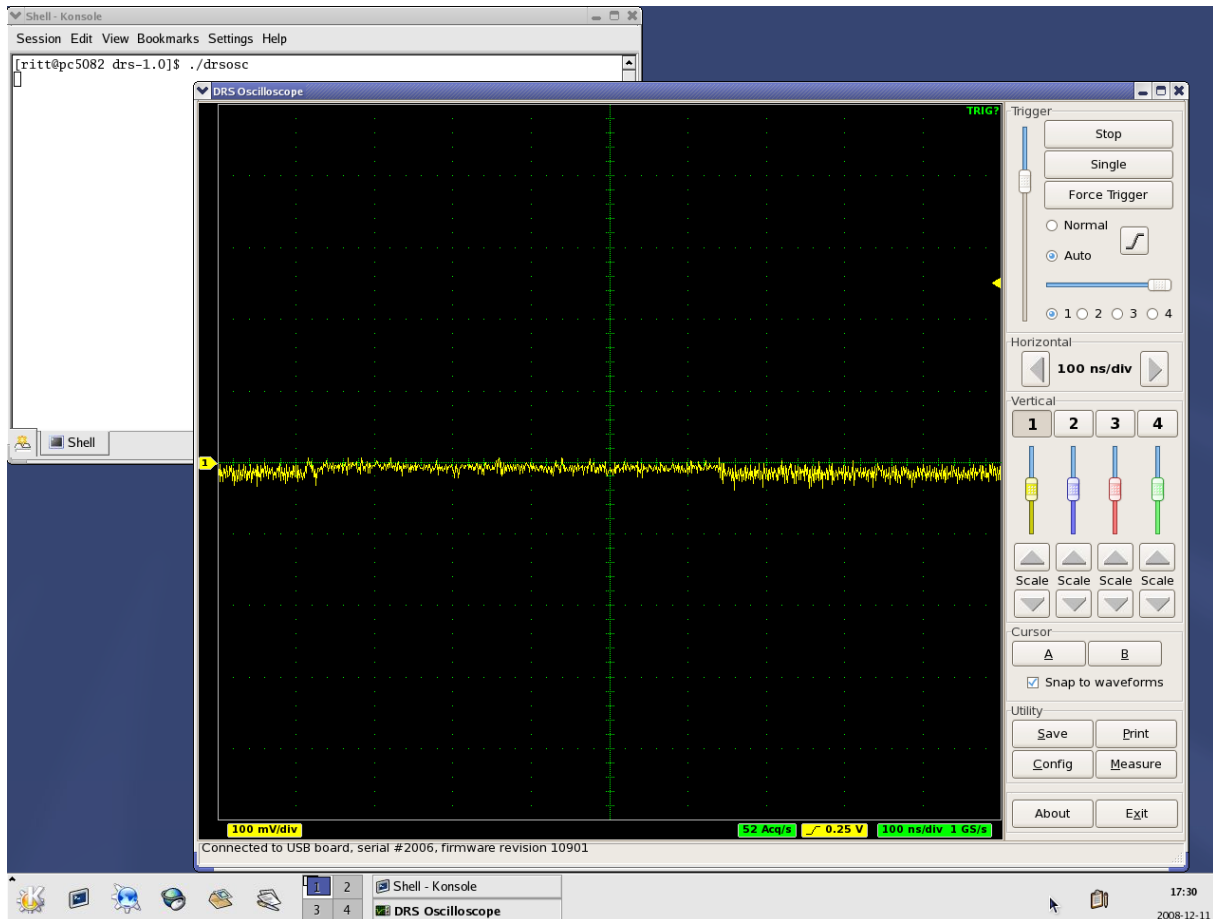 Shell - Konsole
Session Edit View Bookmarks Settings Help
[ritt@pc5082 drs-1.0]$ ./drsosc
Shell
DRS Oscilloscope
TRIG?
1
100 mV/div
52 Acq/s
0.25 V
100 ns/div 1 GS/s
Connected to USB board, serial #2006, firmware revision 10901
Trigger
Stop
Single
Force Trigger
Normal
Auto
1 2 3 4
Horizontal
100 ns/div
Vertical
1 2 3 4
Scale Scale Scale Scale
Cursor
A B
Snap to waveforms
Utility
Save Print
Config Measure
About Exit
1 2
3 4
Shell - Konsole
DRS Oscilloscope
17:30
2008-12-11